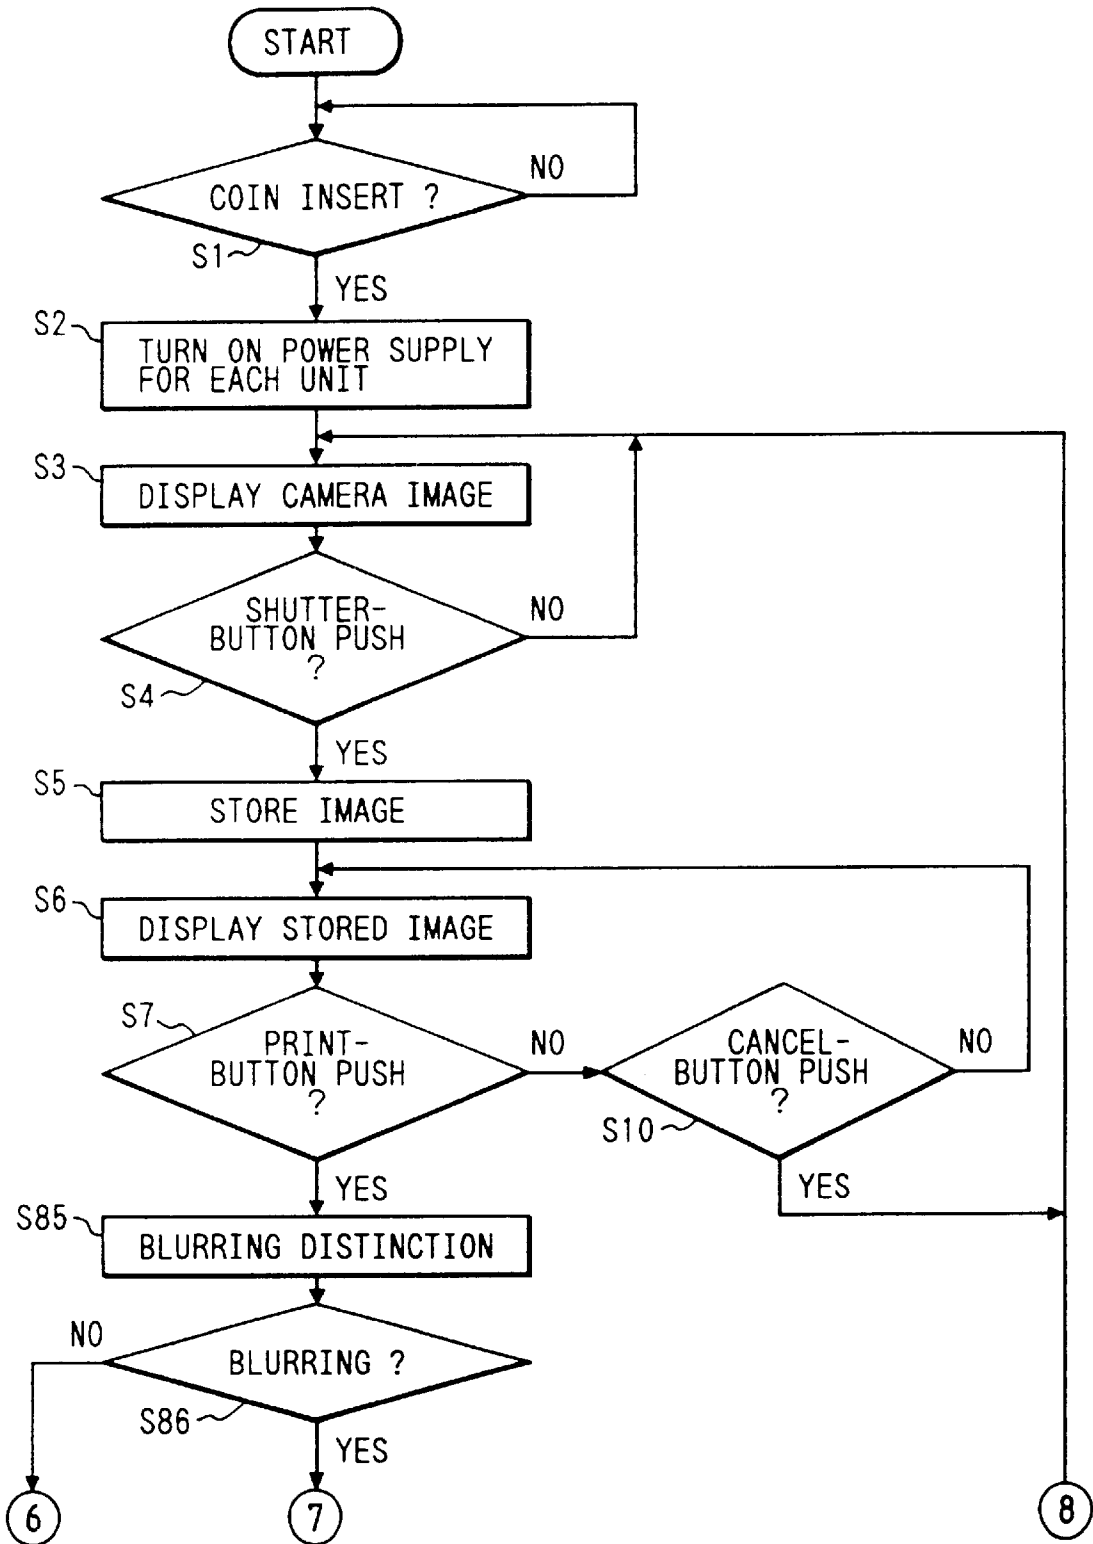 START
NO
COIN INSERT ?
S1
YES
S2
TURN ON POWER SUPPLY
FOR EACH UNIT
S3
DISPLAY CAMERA IMAGE
SHUTTER-
BUTTON PUSH
?
NO
S4
YES
S5
STORE IMAGE
S6
DISPLAY STORED IMAGE
S7
PRINT-
BUTTON PUSH
?
NO
CANCEL-
BUTTON PUSH
?
NO
S10
YES
YES
S85
BLURRING DISTINCTION
NO
BLURRING ?
S86
YES
6
7
8